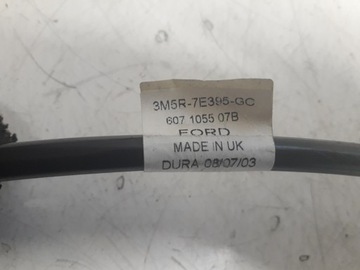 3M5R-7E395-GC
607 1055 07B
FORD
MADE IN UK
DURA 08/07/03